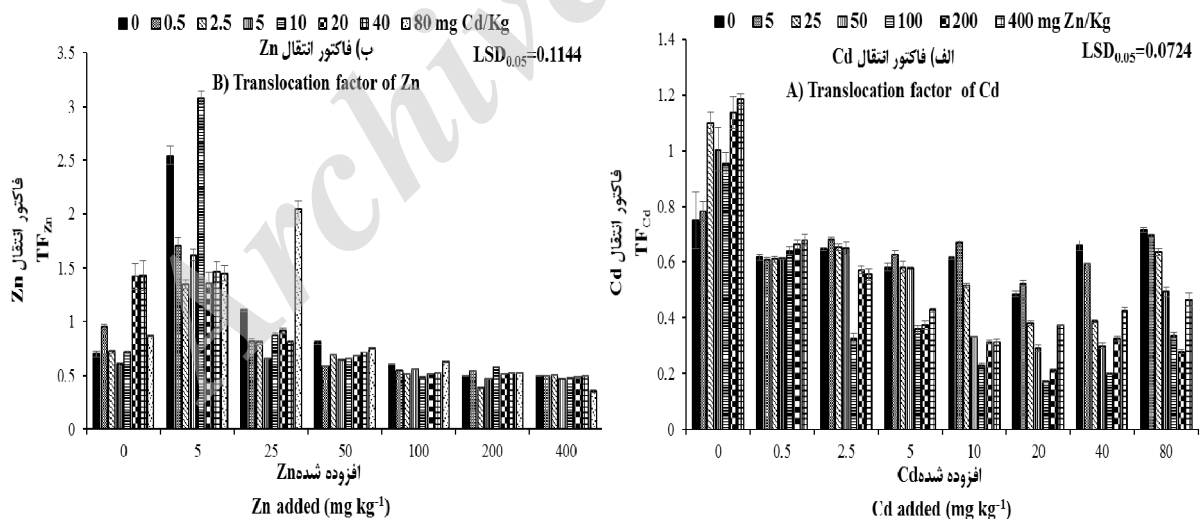 0 0.5 2.5 5 10 20 40 80 mg Cd/Kg
ب) فاکتور انتقال Zn
LSD0.05=0.1144
B) Translocation factor of Zn
3.5
3
2.5
2
1.5
1
0.5
0
فاکتور انتقال Zn
TFZn
0 5 25 50 100 200 400
Zn افزوده شده
Zn added (mg kg-1)
0 5 25 50 100 200 400 mg Zn/Kg
الف) فاکتور انتقال Cd
LSD0.05=0.0724
A) Translocation factor of Cd
1.4
1.2
1
0.8
0.6
0.4
0.2
0
فاکتور انتقال Cd
TFCd
0 0.5 2.5 5 10 20 40 80
Cd افزوده شده
Cd added (mg kg-1)
Archive